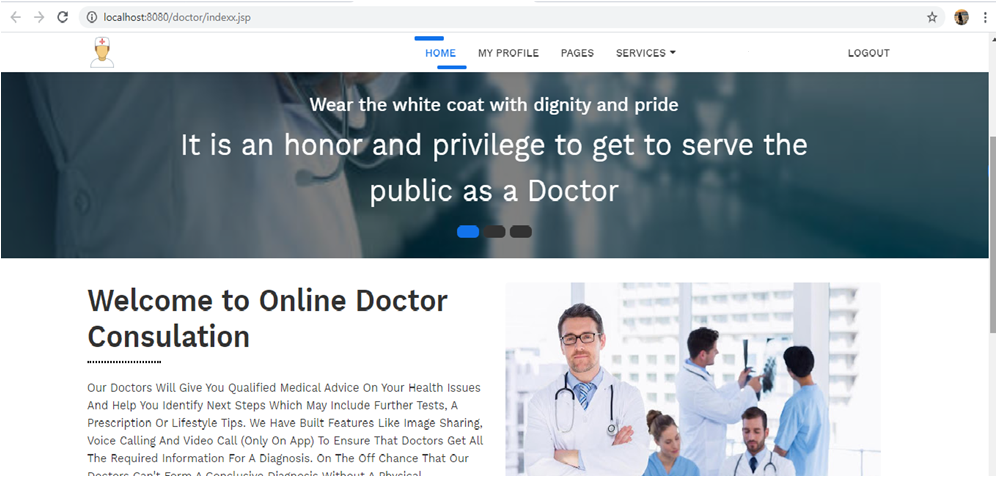 localhost:8080/doctor/indexx.jsp
HOME MY PROFILE PAGES SERVICES LOGOUT
Wear the white coat with dignity and pride
It is an honor and privilege to get to serve the
public as a Doctor
Welcome to Online Doctor
Consulation
Our Doctors Will Give You Qualified Medical Advice On Your Health Issues
And Help You Identify Next Steps Which May Include Further Tests, A
Prescription Or Lifestyle Tips. We Have Built Features Like Image Sharing,
Voice Calling And Video Call (Only On App) To Ensure That Doctors Get All
The Required Information For A Diagnosis. On The Off Chance That Our
Doctors Can't Form A Conclusive Diagnosis Without A Physical